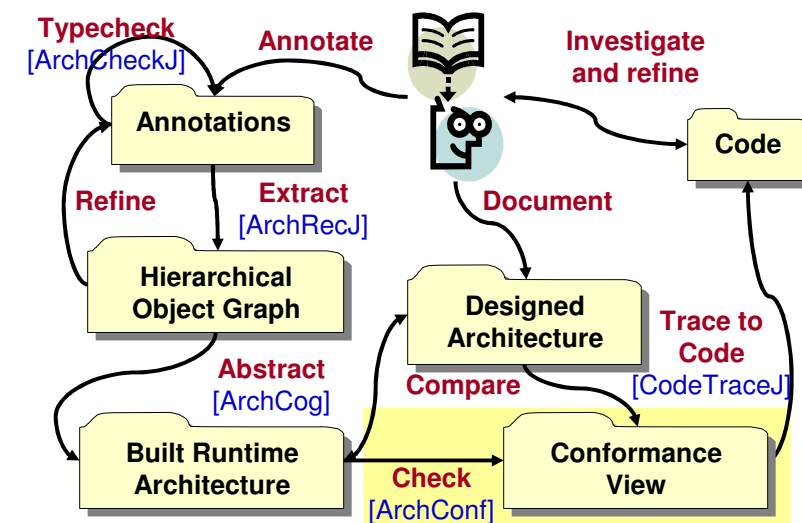 Typecheck
[ArchCheckJ]
Annotate
Investigate
and refine
Annotations
Code
Refine
Extract
[ArchRecJ]
Document
Hierarchical
Object Graph
Designed
Architecture
Trace to
Code
[CodeTraceJ]
Abstract
[ArchCog]
Compare
Built Runtime
Architecture
Check
[ArchConf]
Conformance
View